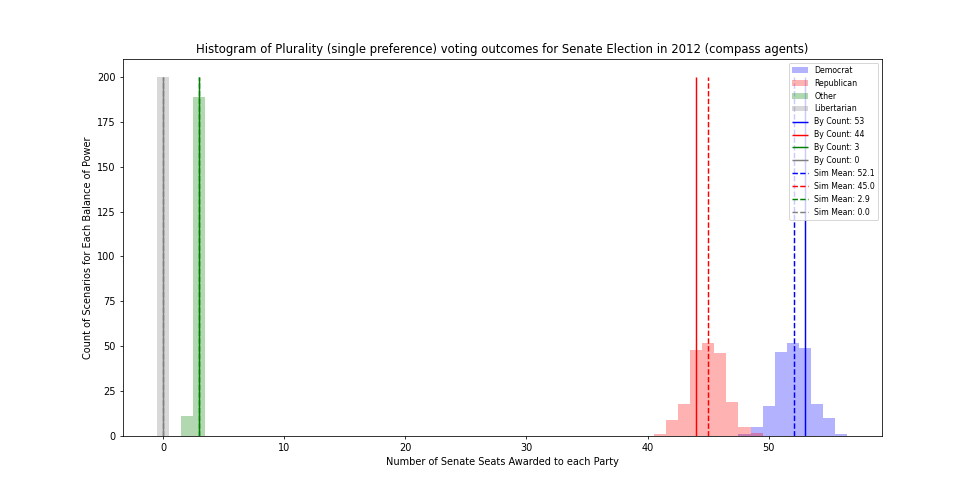 Histogram of Plurality (single preference) voting outcomes for Senate Election in 2012 (compass agents)
Count of Scenarios for Each Balance of Power
200
175
150
125
100
75
50
25
0
Democrat
Republican
Other
Libertarian
By Count: 53
By Count: 44
By Count: 3
By Count: 0
Sim Mean: 52.1
Sim Mean: 45.0
Sim Mean: 2.9
Sim Mean: 0.0
0 10 20 30 40 50
Number of Senate Seats Awarded to each Party